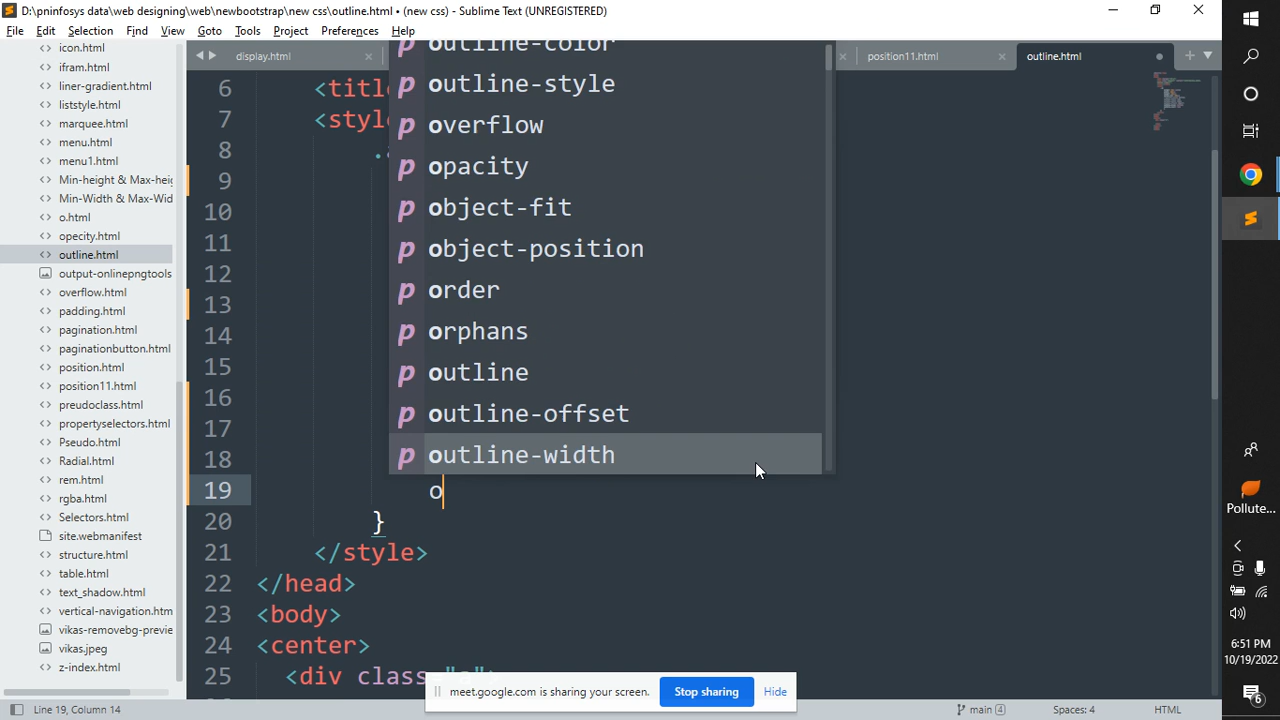 D:\pninfosys data\web designing\web\newbootstrap\new css\outline.html • (new css) - Sublime Text (UNREGISTERED)
File Edit Selection Find View Goto Tools Project Preferences Help
icon.html
ifram.html
liner-gradient.html
liststyle.html
marquee.html
menu.html
menu1.html
Min-height & Max-hei
Min-Width & Max-Wid
o.html
opecity.html
outline.html
output-onlinepngtools
overflow.html
padding.html
pagination.html
paginationbutton.html
position.html
position11.html
preudoclass.html
propertyselectors.html
Pseudo.html
Radial.html
rem.html
rgba.html
Selectors.html
site.webmanifest
structure.html
table.html
text_shadow.html
vertical-navigation.htm
vikas-removebg-previe
vikas.jpeg
z-index.html
display.html position11.html outline.html
6 <title
7 <style
8 .a
9
10
11
12
13
14
15
16
17
18
19 o
20 }
21 </style>
22 </head>
23 <body>
24 <center>
25 <div class="a">
p outline-color
p outline-style
p overflow
p opacity
p object-fit
p object-position
p order
p orphans
p outline
p outline-offset
p outline-width
meet.google.com is sharing your screen. Stop sharing Hide
Line 19, Column 14 main 4 Spaces: 4 HTML
Pollute...
6:51 PM
10/19/2022
6